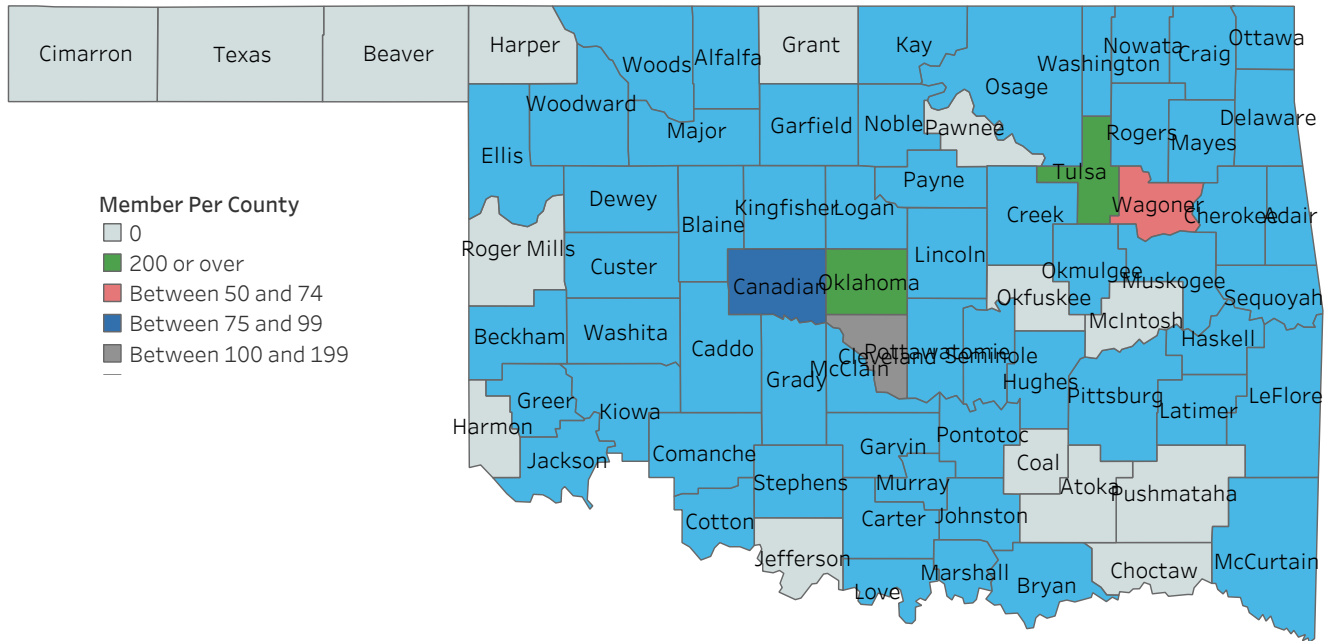 Cimarron
Texas
Beaver
Harper
Woods
Alfalfa
Grant
Kay
Osage
Washington
Nowata
Craig
Ottawa
Woodward
Major
Garfield
Noble
Pawnee
Rogers
Mayes
Delaware
Ellis
Dewey
Blaine
Kingfisher
Logan
Payne
Creek
Tulsa
Wagoner
Cherokee
Adair
Member Per County
0
200 or over
Between 50 and 74
Between 75 and 99
Between 100 and 199
Roger Mills
Custer
Canadian
Oklahoma
Lincoln
Okfuskee
Okmulgee
Muskogee
Sequoyah
Beckham
Washita
Caddo
Grady
McClain
Cleveland
Pottawatomie
Seminole
Hughes
McIntosh
Haskell
Pittsburg
Latimer
LeFlore
Harmon
Greer
Kiowa
Jackson
Comanche
Stephens
Garvin
Pontotoc
Coal
Atoka
Pushmataha
Cotton
Murray
Carter
Johnston
Jefferson
Love
Marshall
Bryan
Choctaw
McCurtain